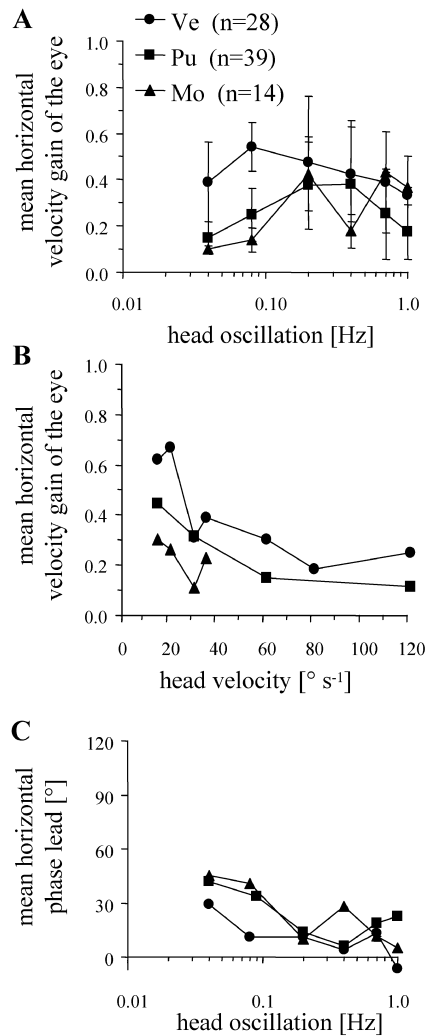 A
Ve (n=28)
Pu (n=39)
Mo (n=14)
mean horizontal
velocity gain of the eye
1.0
0.8
0.6
0.4
0.2
0.0
0.01 0.10 1.0
head oscillation [Hz]
B
mean horizontal
velocity gain of the eye
1.0
0.8
0.6
0.4
0.2
0.0
0 20 40 60 80 100 120
head velocity [° s-1]
C
mean horizontal
phase lead [°]
120
90
60
30
0
0.01 0.1 1.0
head oscillation [Hz]